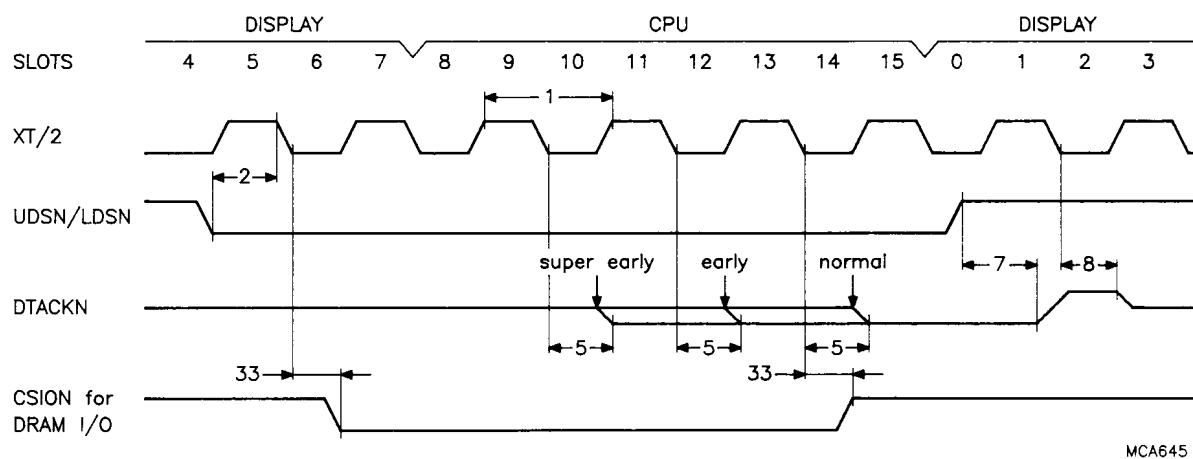 DISPLAY CPU DISPLAY
SLOTS 4 5 6 7 8 9 10 11 12 13 14 15 0 1 2 3
1
XT/2
2
UDSN/LDSN
super early early normal 7 8
DTACKN
5 5 5
33 33
CSION for
DRAM I/O
MCA645